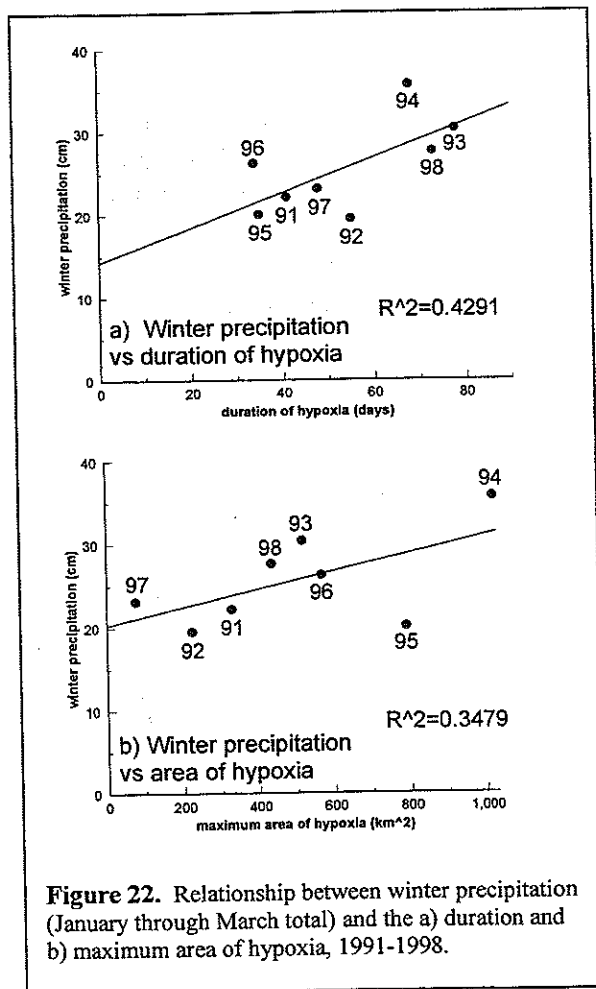 40
94
30
96
93
98
97
20
91
95
92
winter precipitation (cm)
10
R^2=0.4291
a) Winter precipitation
vs duration of hypoxia
0
0 20 40 60 80
duration of hypoxia (days)
40
94
93
98
30
97
96
91
20
92
95
winter precipitation (cm)
10
R^2=0.3479
b) Winter precipitation
vs area of hypoxia
0
0 200 400 600 800 1,000
maximum area of hypoxia (km^2)
Figure 22. Relationship between winter precipitation
(January through March total) and the a) duration and
b) maximum area of hypoxia, 1991-1998.